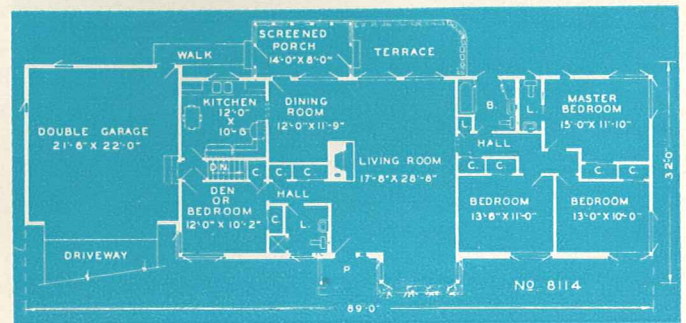 SCREENED
PORCH
14'-0" X 8'-0"
TERRACE
WALK
KITCHEN
12'-0"
X
10'-6"
DINING
ROOM
12'-0" X 11'-9"
B.
L.
MASTER
BEDROOM
15'-0" X 11'-10"
DOUBLE GARAGE
21'-6" X 22'-0"
L.
HALL
LIVING ROOM
17'-8" X 28'-8"
DN.
C.
C.
C.
C.
C.
C.
C.
DEN
OR
BEDROOM
12'-0" X 10'-2"
HALL
C.
L.
BEDROOM
13'-8" X 11'-0"
BEDROOM
13'-0" X 10'-0"
32'-0"
DRIVEWAY
P.
No 8114
89'-0"